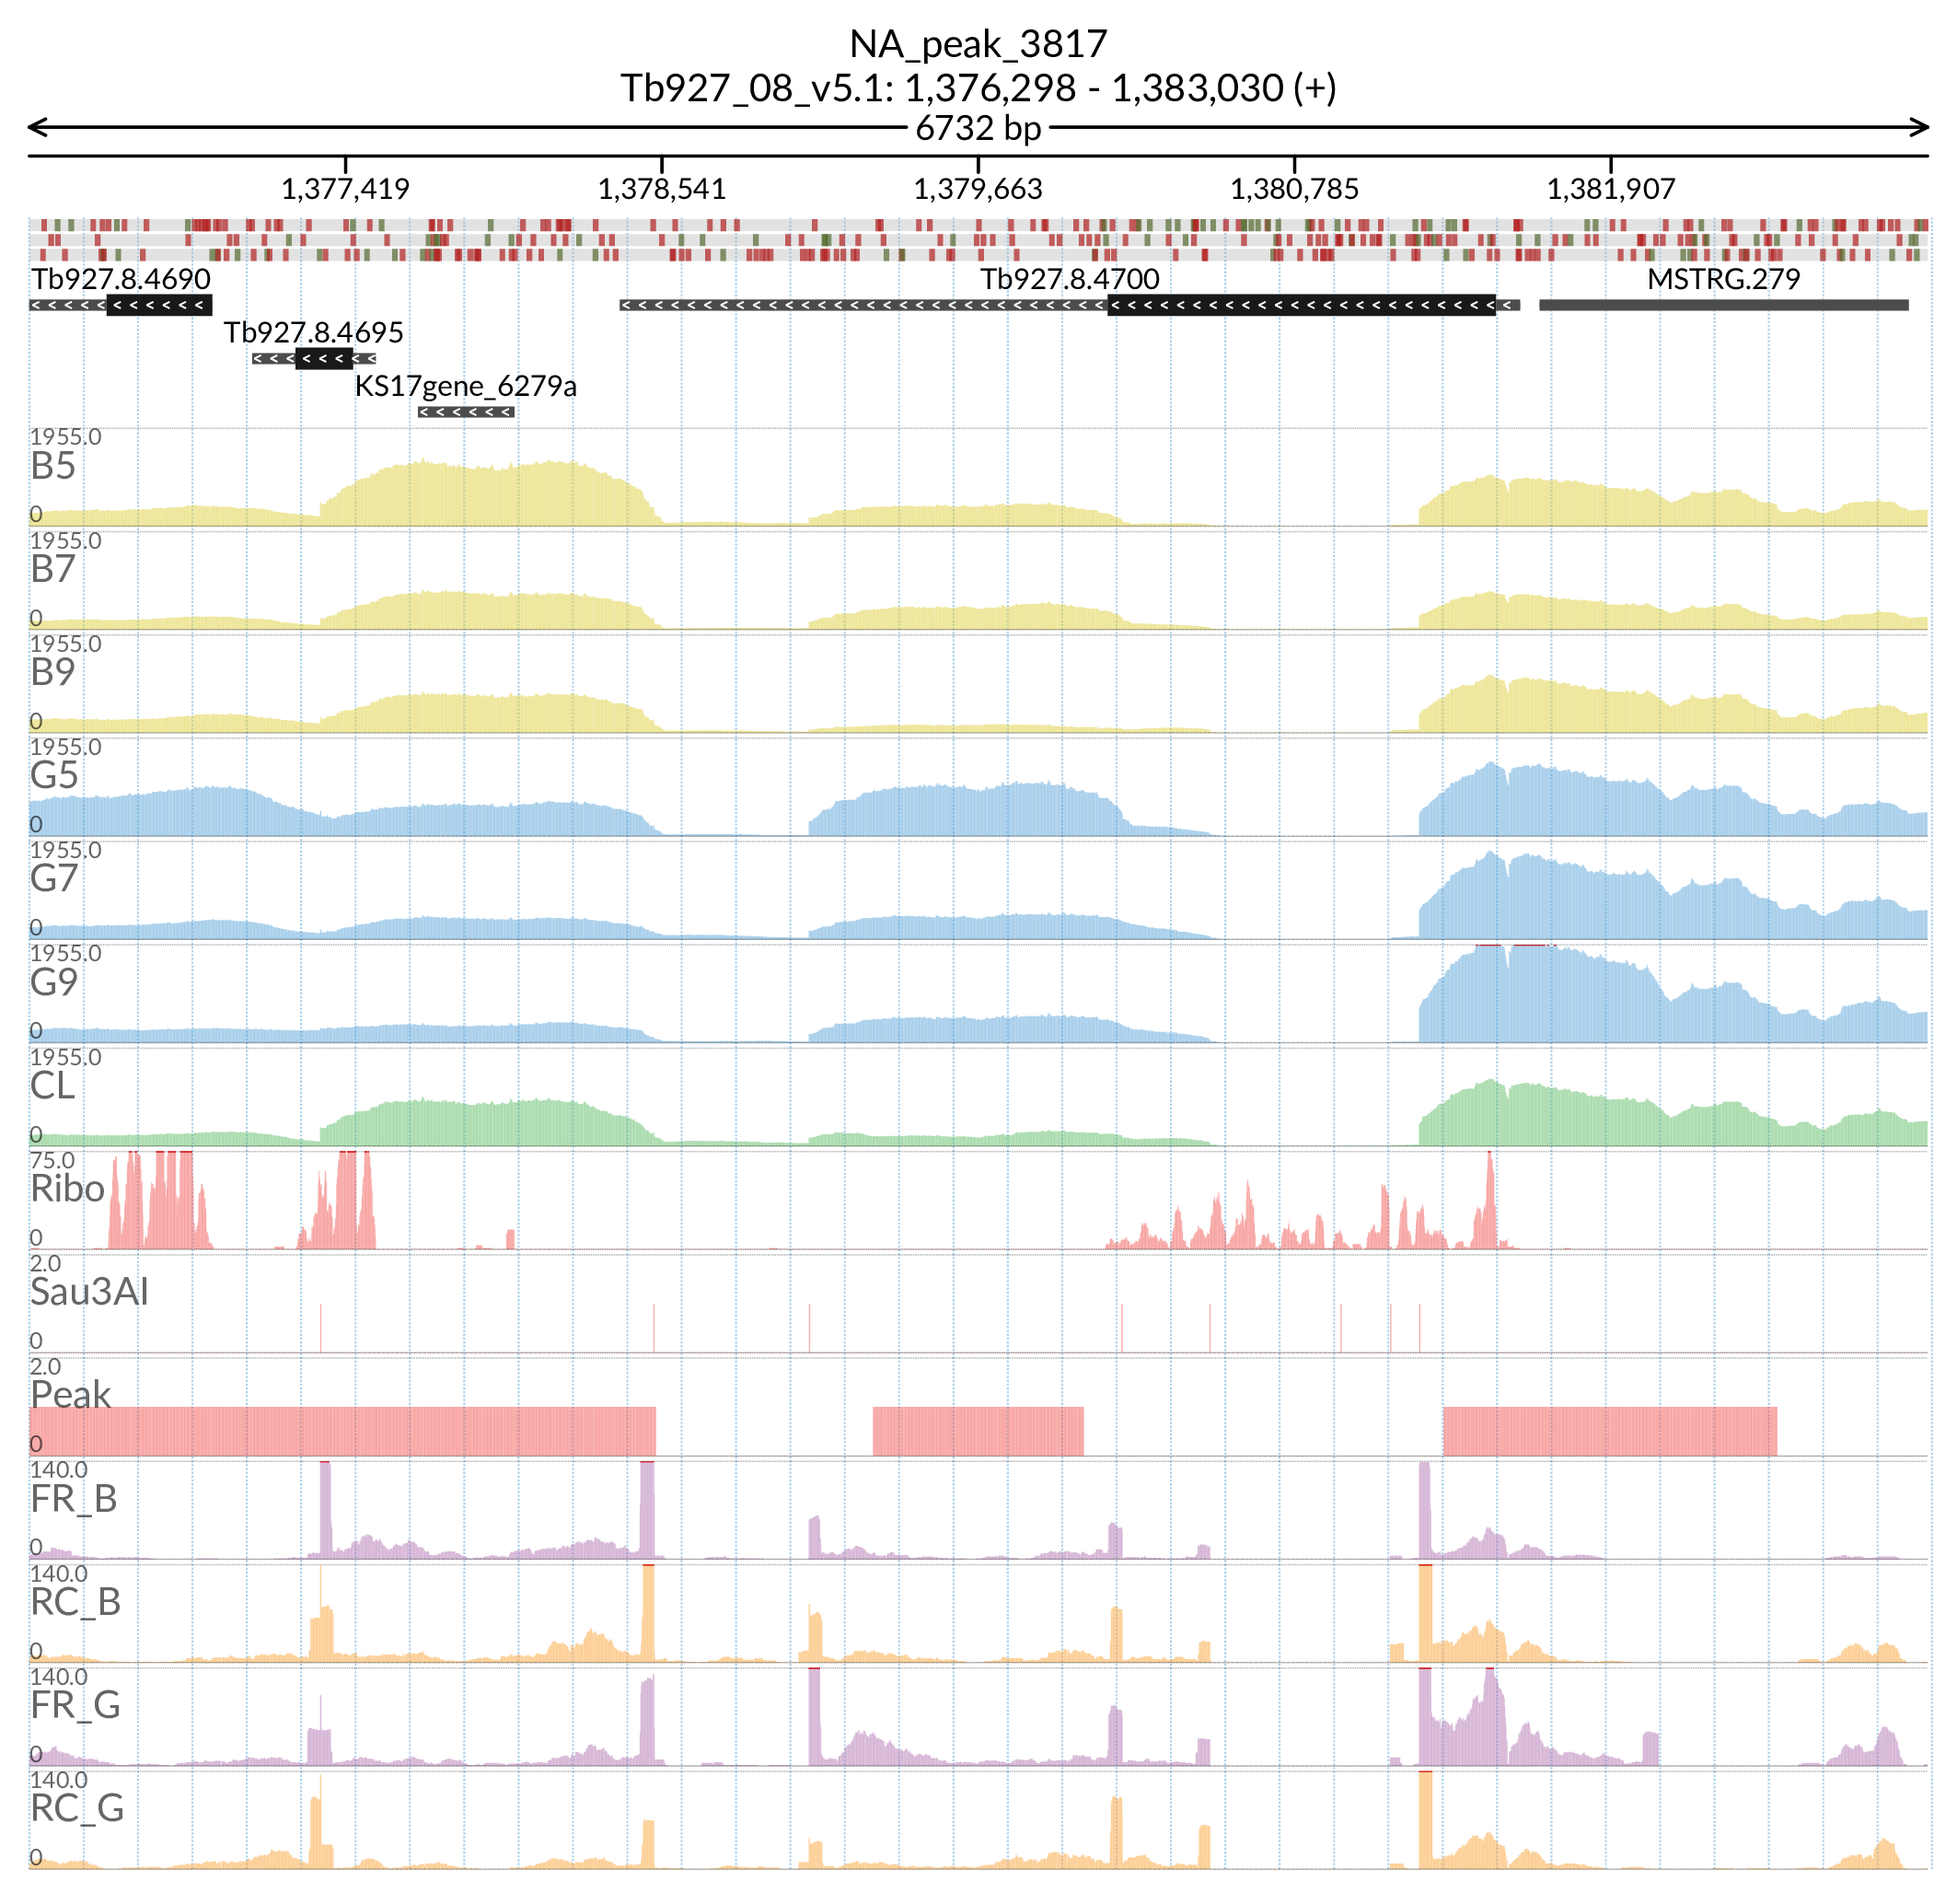 NA_peak_3817
Tb927_08_v5.1: 1,376,298 - 1,383,030 (+)
6732 bp
1,377,419 1,378,541 1,379,663 1,380,785 1,381,907
Tb927.8.4690 Tb927.8.4700 MSTRG.279
Tb927.8.4695
KS17gene_6279a
1955.0
B5
0
1955.0
B7
0
1955.0
B9
0
1955.0
G5
0
1955.0
G7
0
1955.0
G9
0
1955.0
CL
0
75.0
Ribo
0
2.0
Sau3AI
0
2.0
Peak
0
140.0
FR_B
0
140.0
RC_B
0
140.0
FR_G
0
140.0
RC_G
0